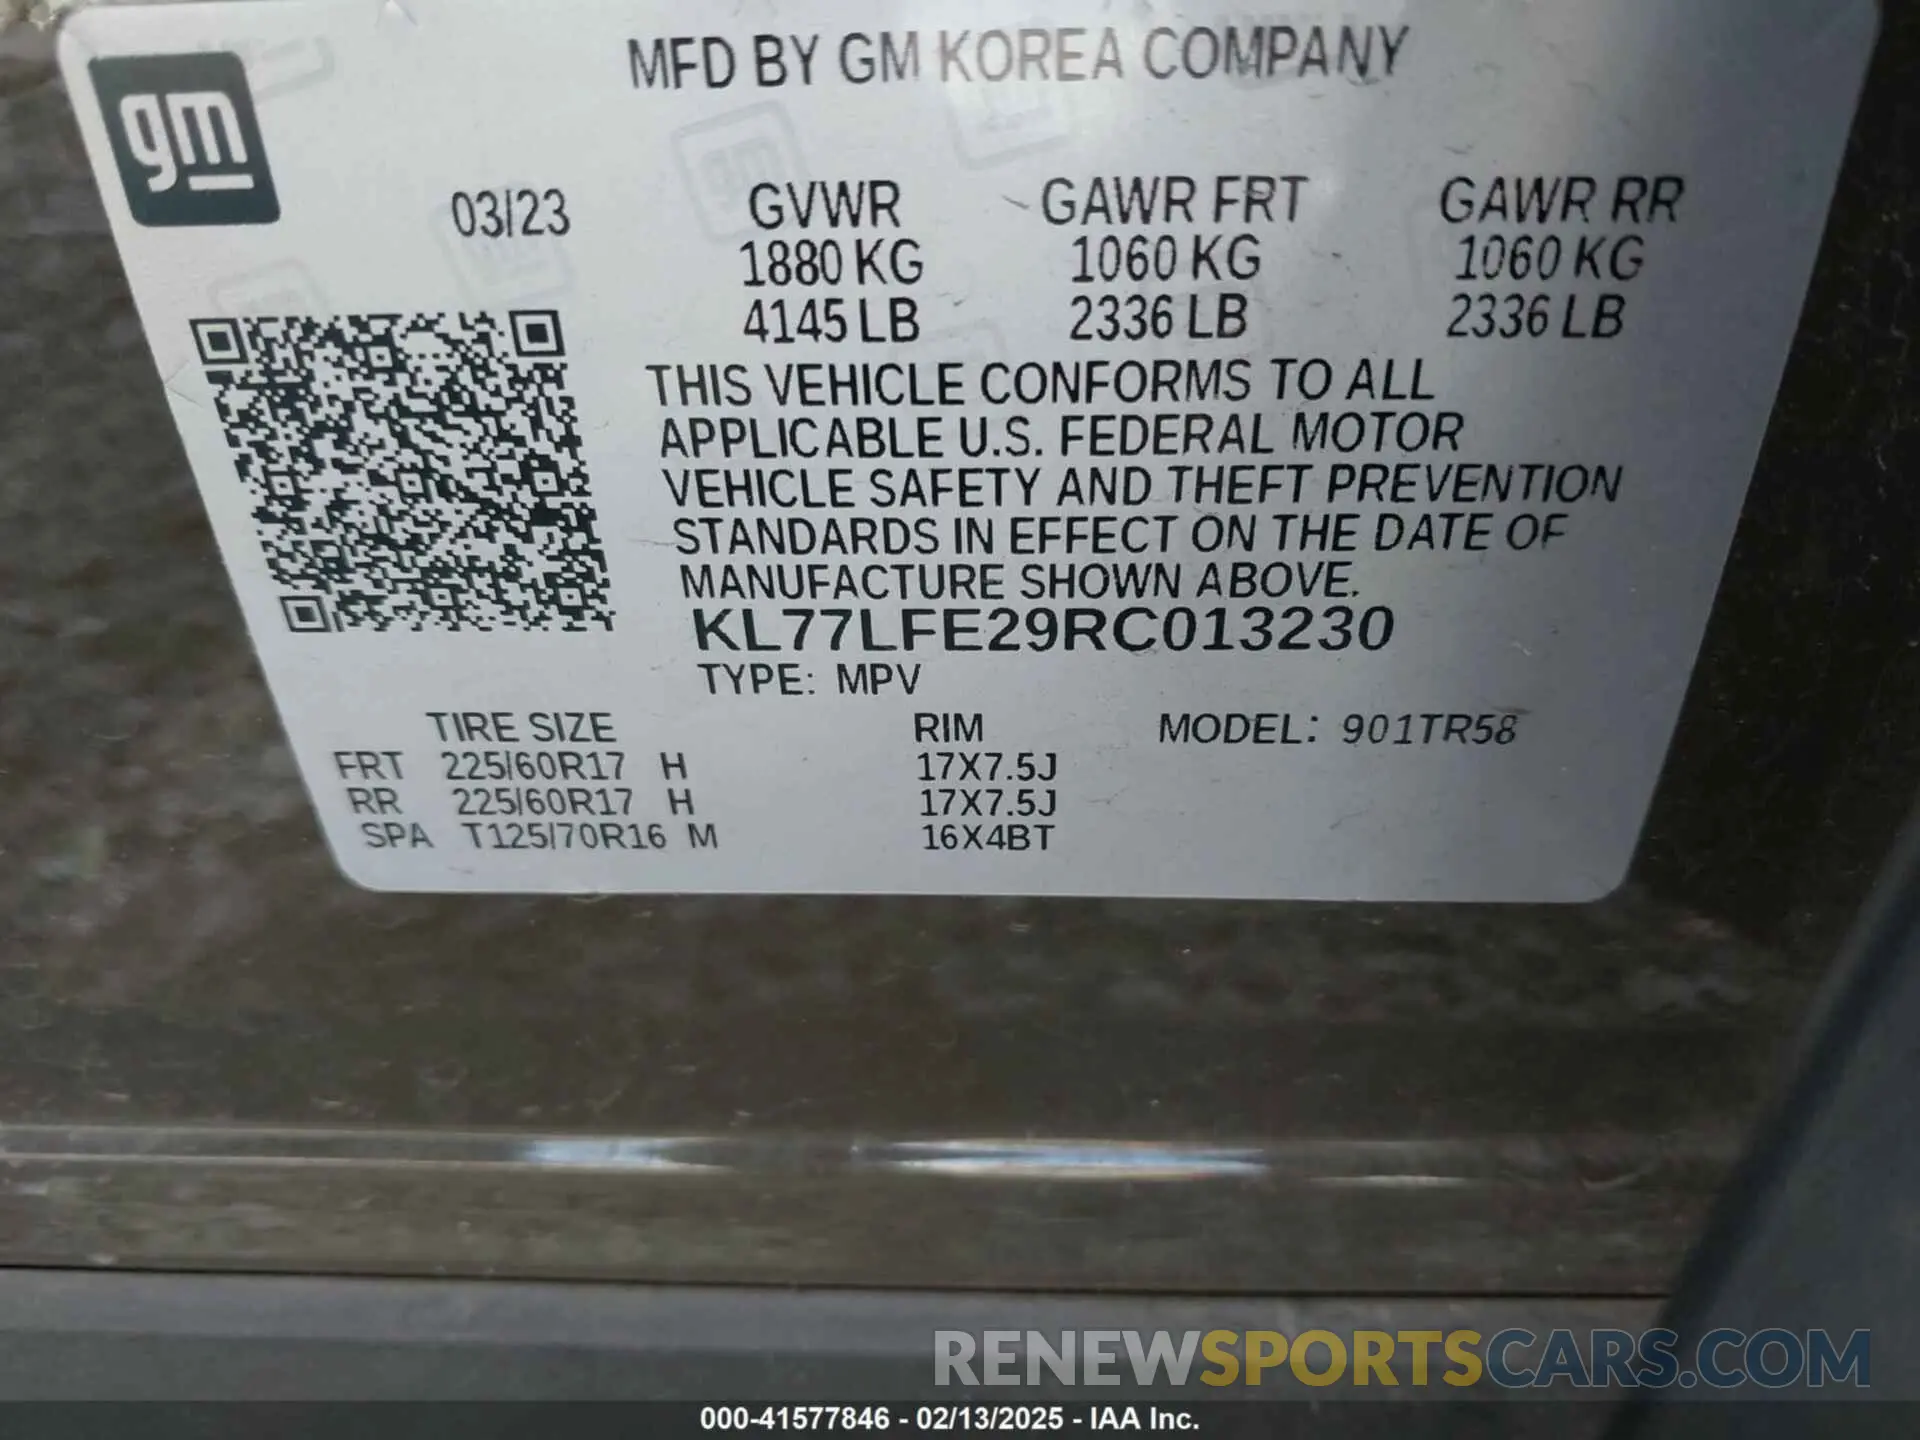 MFD BY GM KOREA COMPANY
gm
03/23 GVWR GAWR FRT GAWR RR
1880 KG 1060 KG 1060 KG
4145 LB 2336 LB 2336 LB
THIS VEHICLE CONFORMS TO ALL
APPLICABLE U.S. FEDERAL MOTOR
VEHICLE SAFETY AND THEFT PREVENTION
STANDARDS IN EFFECT ON THE DATE OF
MANUFACTURE SHOWN ABOVE.
KL77LFE29RC013230
TYPE: MPV
TIRE SIZE RIM MODEL: 901TR58
FRT 225/60R17 H 17X7.5J
RR 225/60R17 H 17X7.5J
SPA T125/70R16 M 16X4BT
RENEWSPORTSCARS.COM
000-41577846 - 02/13/2025 - IAA Inc.